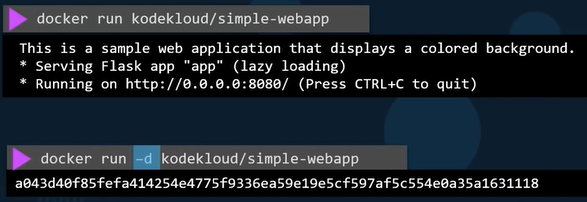 docker run kodekloud/simple-webapp
This is a sample web application that displays a colored background.
* Serving Flask app "app" (lazy loading)
* Running on http://0.0.0.0:8080/ (Press CTRL+C to quit)
docker run –d kodekloud/simple-webapp
a043d40f85fefa414254e4775f9336ea59e19e5cf597af5c554e0a35a1631118